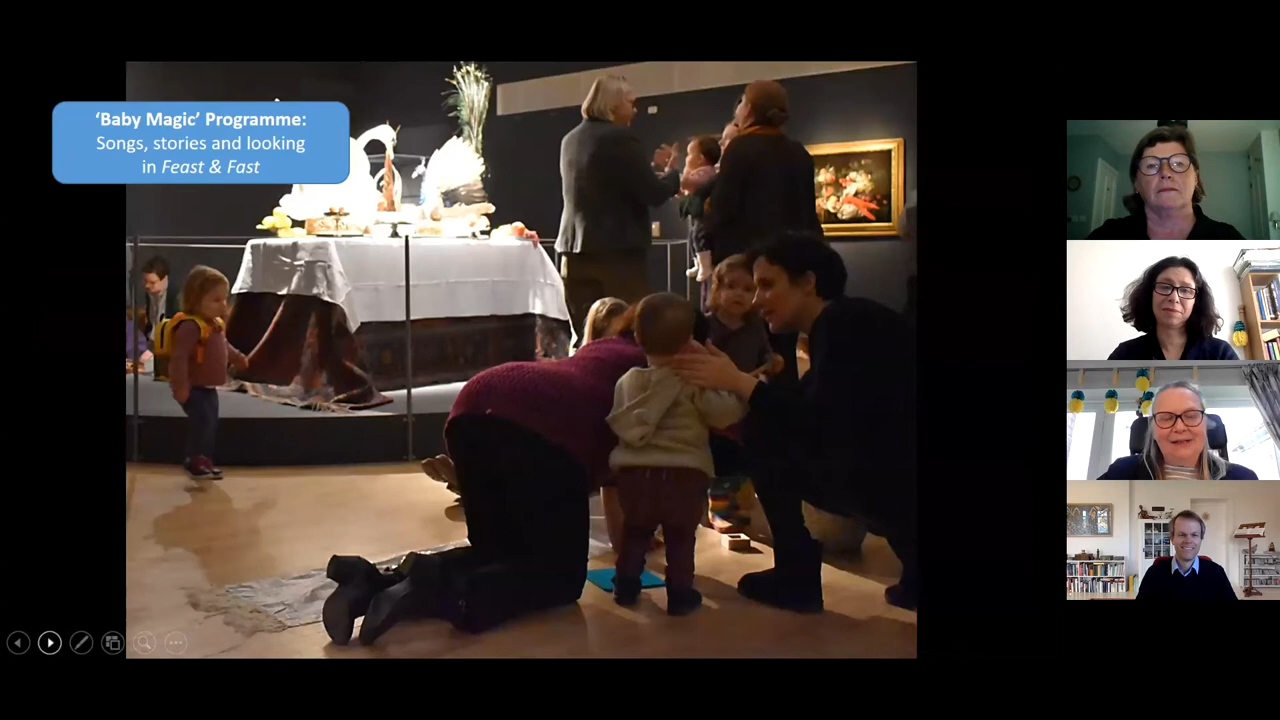 ‘Baby Magic’ Programme:
Songs, stories and looking
in Feast & Fast